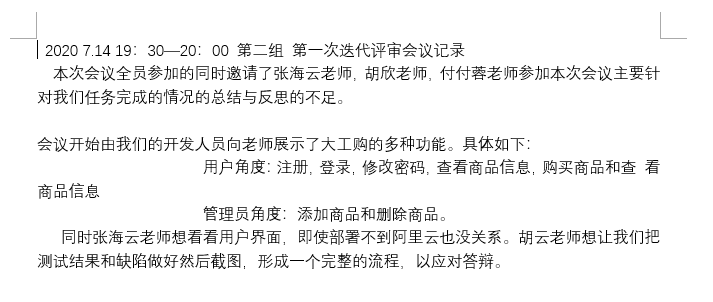 2020 7.14 19：30—20：00 第二组 第一次迭代评审会议记录
本次会议全员参加的同时邀请了张海云老师，胡欣老师，付付蓉老师参加本次会议主要针
对我们任务完成的情况的总结与反思的不足。
会议开始由我们的开发人员向老师展示了大工购的多种功能。具体如下：
用户角度：注册，登录，修改密码，查看商品信息，购买商品和查 看
商品信息
管理员角度：添加商品和删除商品。
同时张海云老师想看看用户界面，即使部署不到阿里云也没关系。胡云老师想让我们把
测试结果和缺陷做好然后截图，形成一个完整的流程，以应对答辩。